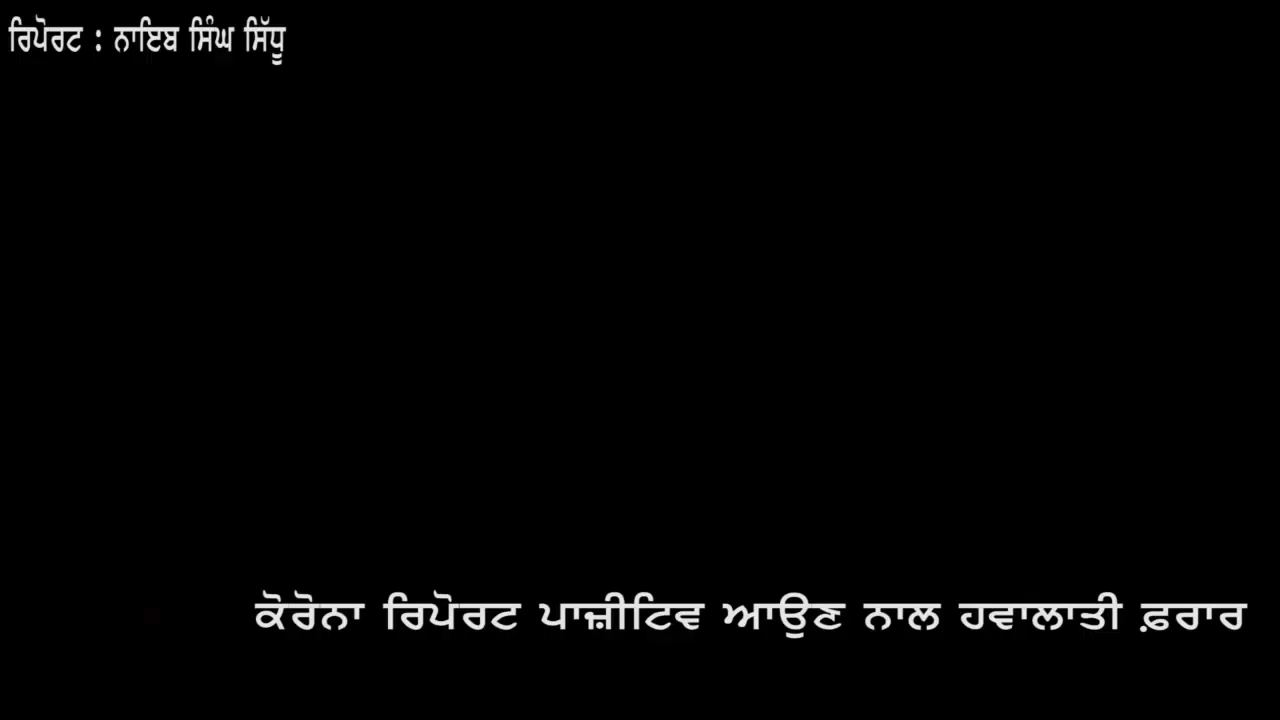 ਰਿਪੋਰਟ : ਨਾਇਬ ਸਿੰਘ ਸਿੱਧੂ
ਕੋਰੋਨਾ ਰਿਪੋਰਟ ਪਾਜ਼ੀਟਿਵ ਆਉਣ ਨਾਲ ਹਵਾਲਾਤੀ ਫ਼ਰਾਰ